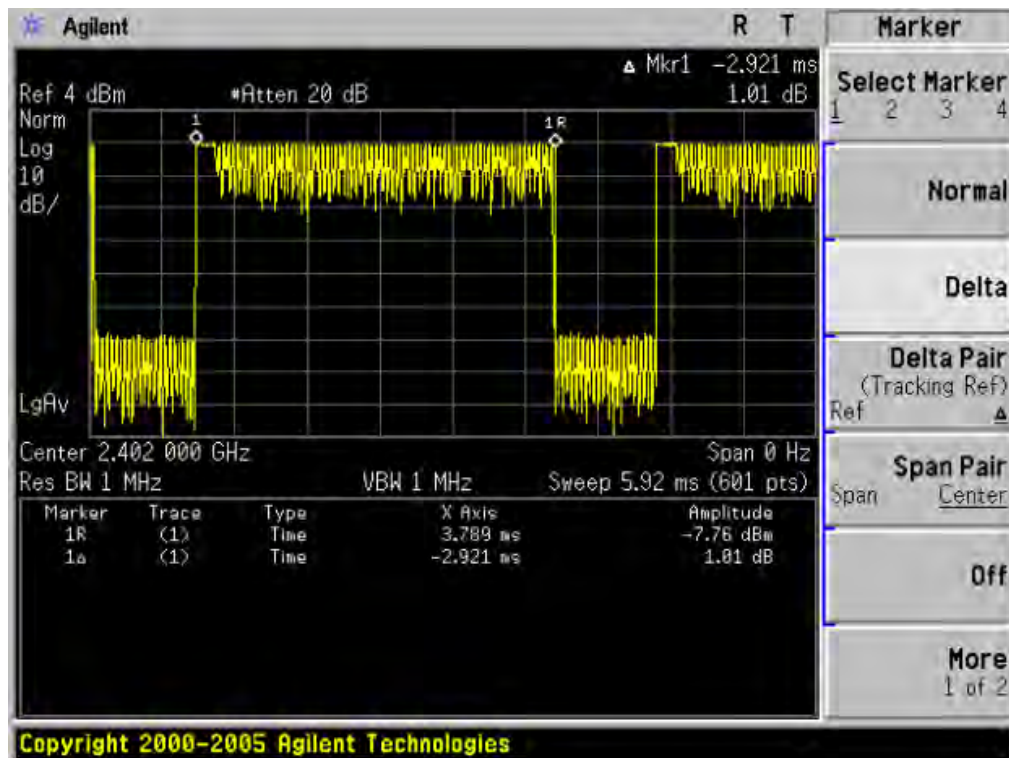 Agilent R T
Δ Mkr1 -2.921 ms
Ref 4 dBm *Atten 20 dB 1.01 dB
Norm
Log
10
dB/
1
1R
LgAv
Center 2.402 000 GHz Span 0 Hz
Res BW 1 MHz VBW 1 MHz Sweep 5.92 ms (601 pts)
Marker Trace Type X Axis Amplitude
1R (1) Time 3.789 ms -7.76 dBm
1Δ (1) Time -2.921 ms 1.01 dB
Copyright 2000-2005 Agilent Technologies
Marker
Select Marker
1 2 3 4
Normal
Delta
Delta Pair
(Tracking Ref)
Ref Δ
Span Pair
Span Center
Off
More
1 of 2